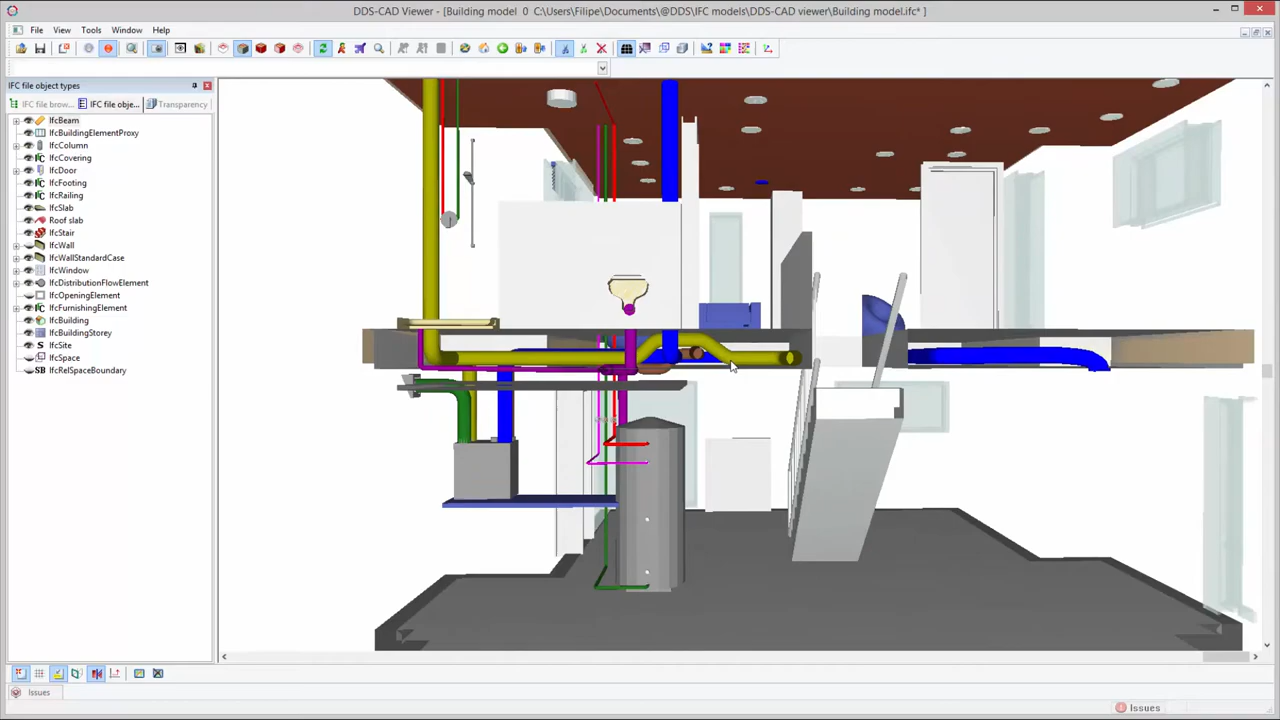 DDS-CAD Viewer - [Building model  0  C:\Users\Filipe\Documents\@DDS\IFC models\DDS-CAD viewer\Building model.ifc* ]
File View Tools Window Help
IFC file object types
IFC file brow... IFC file obje... Transparency
IfcBeam
IfcBuildingElementProxy
IfcColumn
IfcCovering
IfcDoor
IfcFooting
IfcRailing
IfcSlab
Roof slab
IfcStair
IfcWall
IfcWallStandardCase
IfcWindow
IfcDistributionFlowElement
IfcOpeningElement
IfcFurnishingElement
IfcBuilding
IfcBuildingStorey
IfcSite
IfcSpace
SB IfcRelSpaceBoundary
Issues
Issues